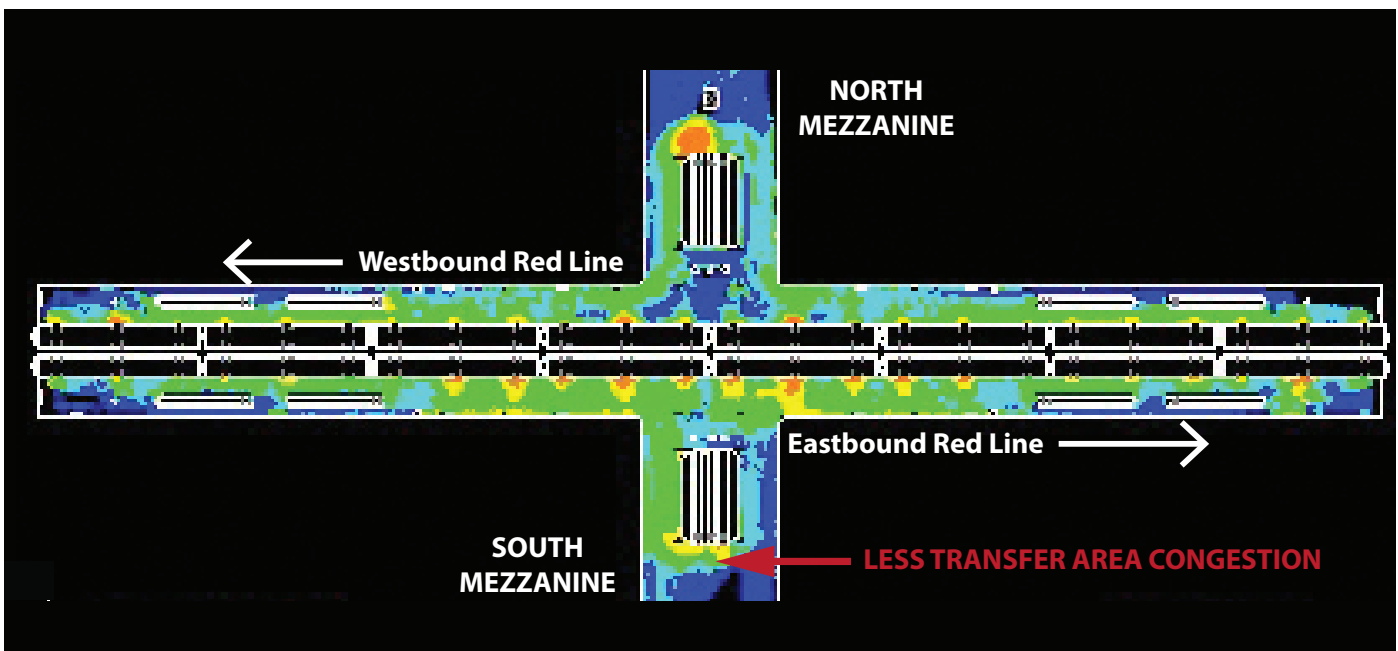 NORTH
MEZZANINE
Westbound Red Line
Eastbound Red Line
SOUTH
MEZZANINE
LESS TRANSFER AREA CONGESTION